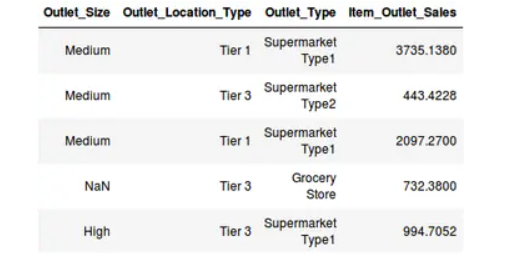 Outlet_Size Outlet_Location_Type Outlet_Type Item_Outlet_Sales
Medium Tier 1 Supermarket Type1 3735.1380
Medium Tier 3 Supermarket Type2 443.4228
Medium Tier 1 Supermarket Type1 2097.2700
NaN Tier 3 Grocery Store 732.3800
High Tier 3 Supermarket Type1 994.7052